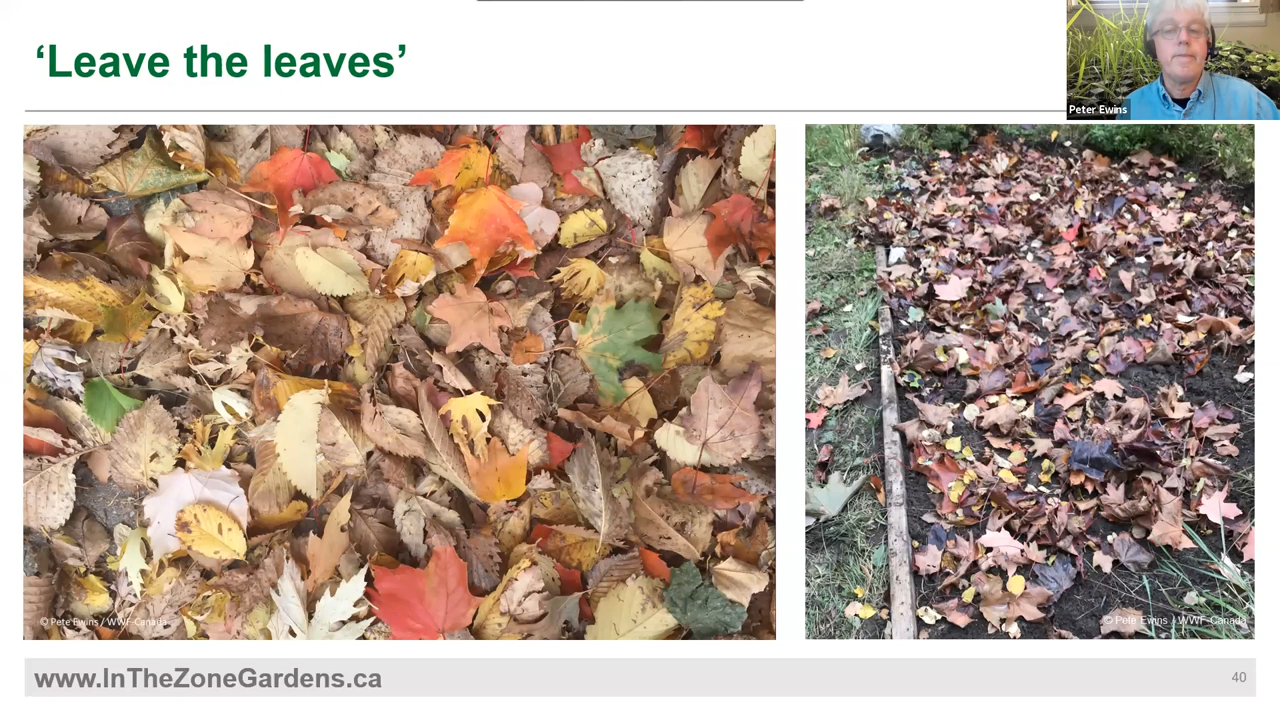 ‘Leave the leaves’
Peter Ewins
© Pete Ewins / WWF-Canada
© Pete Ewins / WWF-Canada
www.InTheZoneGardens.ca
40